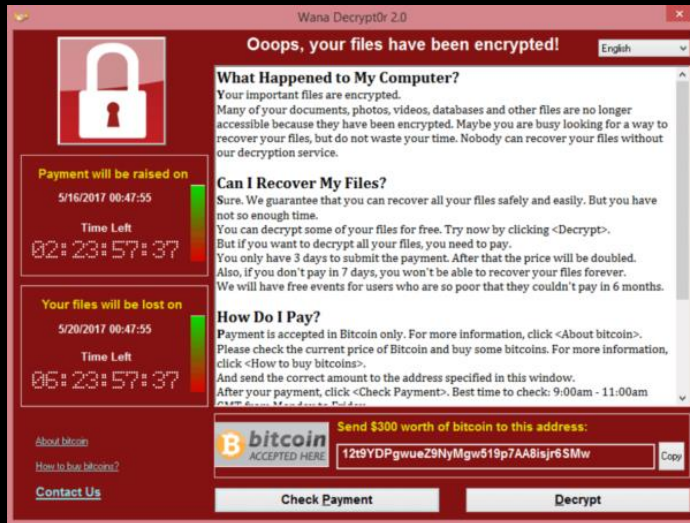 Wana Decrypt0r 2.0
Ooops, your files have been encrypted!
English
What Happened to My Computer?
Your important files are encrypted.
Many of your documents, photos, videos, databases and other files are no longer
accessible because they have been encrypted. Maybe you are busy looking for a way to
recover your files, but do not waste your time. Nobody can recover your files without
our decryption service.
Can I Recover My Files?
Sure. We guarantee that you can recover all your files safely and easily. But you have
not so enough time.
You can decrypt some of your files for free. Try now by clicking <Decrypt>.
But if you want to decrypt all your files, you need to pay.
You only have 3 days to submit the payment. After that the price will be doubled.
Also, if you don't pay in 7 days, you won't be able to recover your files forever.
We will have free events for users who are so poor that they couldn't pay in 6 months.
How Do I Pay?
Payment is accepted in Bitcoin only. For more information, click <About bitcoin>.
Please check the current price of Bitcoin and buy some bitcoins. For more information,
click <How to buy bitcoins>.
And send the correct amount to the address specified in this window.
After your payment, click <Check Payment>. Best time to check: 9:00am - 11:00am
GMT from Monday to Friday
Payment will be raised on
5/16/2017 00:47:55
Time Left
02:23:57:37
Your files will be lost on
5/20/2017 00:47:55
Time Left
06:23:57:37
About bitcoin
How to buy bitcoins?
Contact Us
bitcoin
ACCEPTED HERE
Send $300 worth of bitcoin to this address:
12t9YDPgwueZ9NyMgw519p7AA8isjr6SMw
Copy
Check Payment
Decrypt